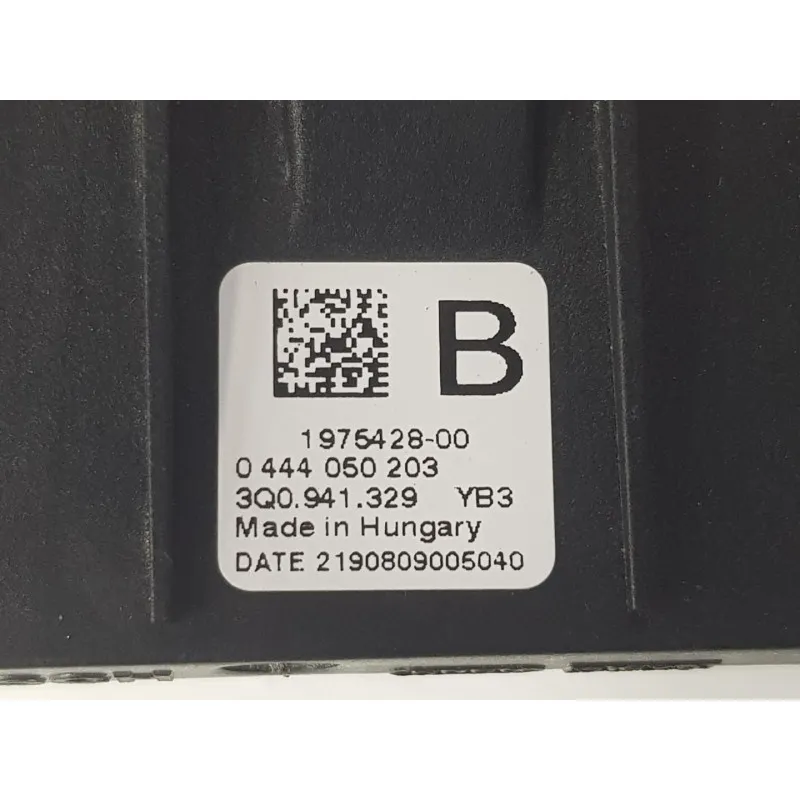 B
1975428-00
0 444 050 203
3Q0.941.329 YB3
Made in Hungary
DATE 2190809005040